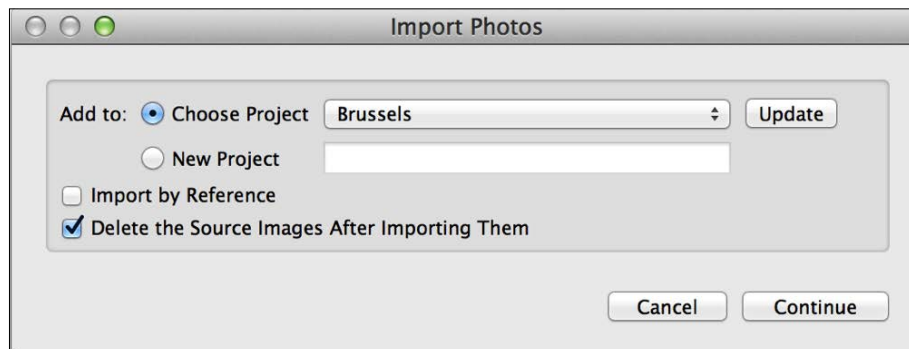 Import Photos
Add to: Choose Project Brussels Update
New Project
Import by Reference
Delete the Source Images After Importing Them
Cancel Continue